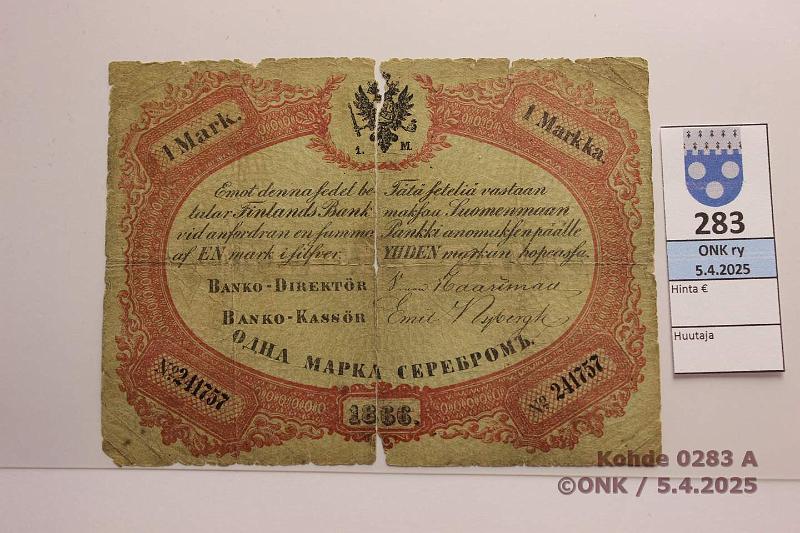 1 Mark.
1 Markka.
1. M.
Emot denna sedel be-
talar Finlands Bank
vid anfordran en summa
af EN mark i silfver.
Tätä seteliä vastaan
maksaa Suomenmaan
Pankki anomuksen päälle
YHDEN markan hopeassa.
BANKO-DIREKTÖR
BANKO-KASSÖR Emil Nybergh
ОДНА МАРКА СЕРЕБРОМЪ.
No 241757
No 241757
1866.
283
ONK ry
5.4.2025
Hinta €
Huutaja
Kohde 0283 A
©ONK / 5.4.2025